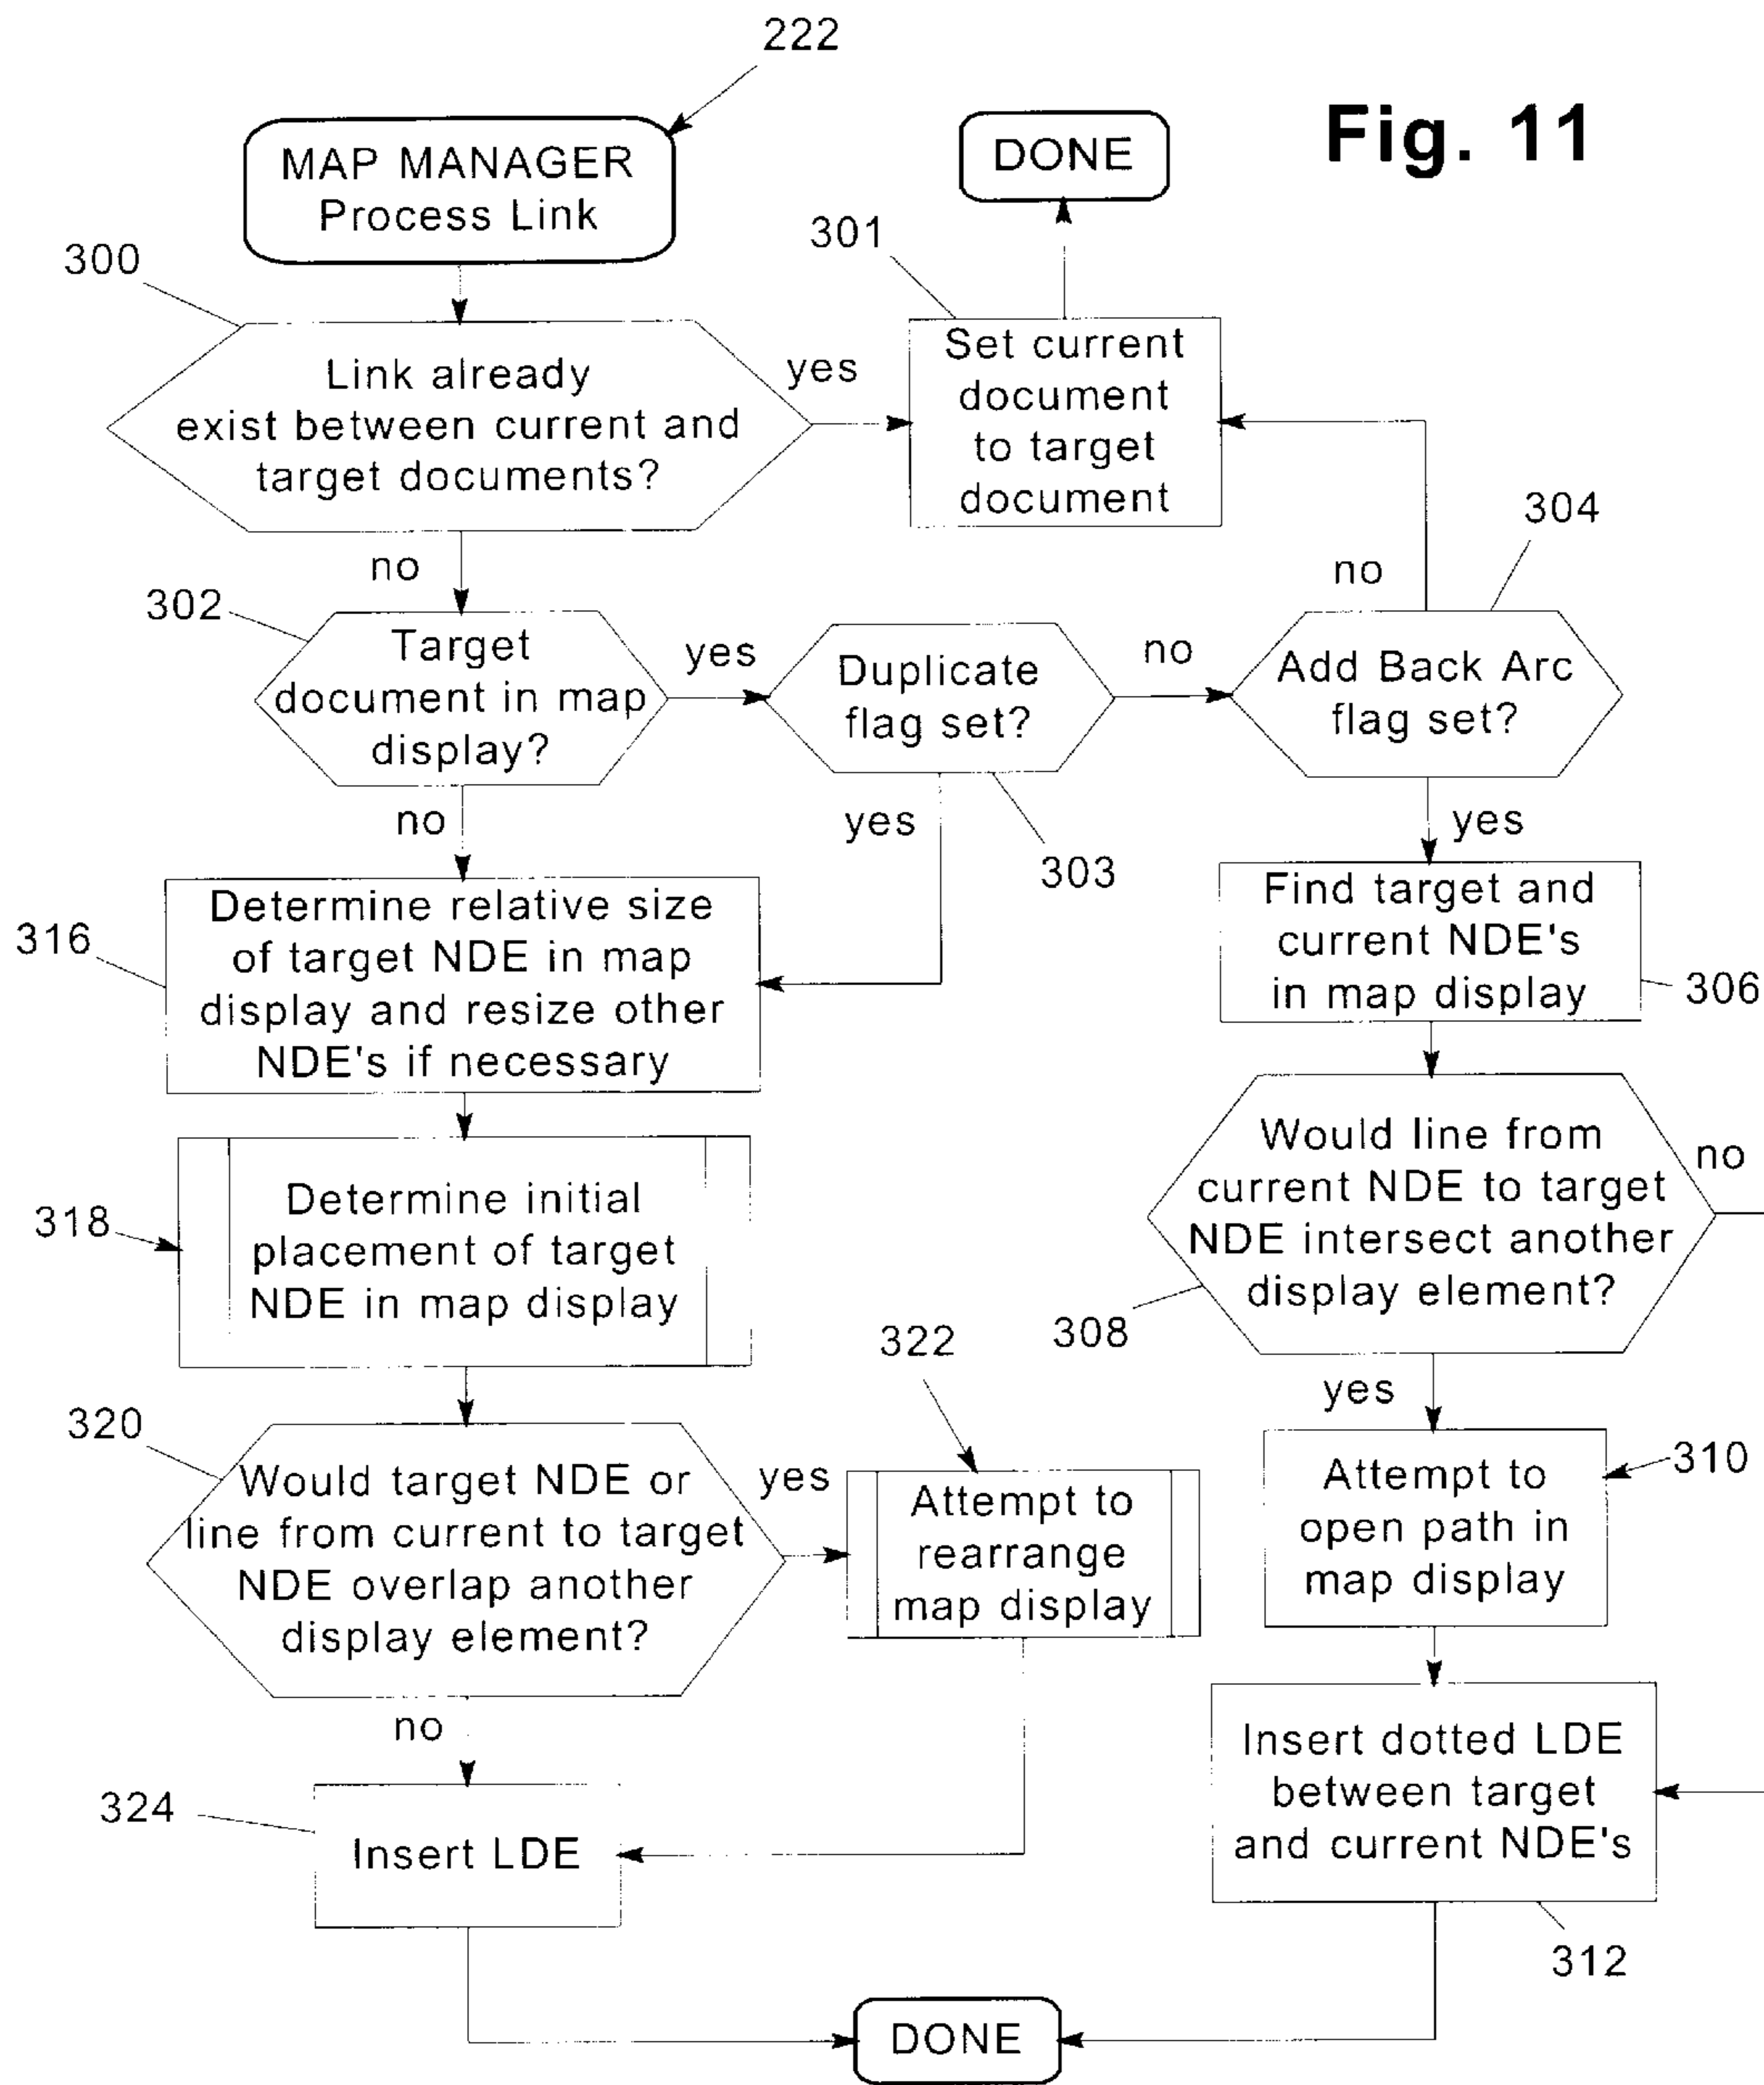 222
Fig. 11
MAP MANAGER
Process Link
DONE
300
301
Link already
exist between current and
target documents?
yes
Set current
document
to target
document
no
304
no
302
Target
document in map
display?
yes
Duplicate
flag set?
no
Add Back Arc
flag set?
303
no
yes
yes
316
Determine relative size
of target NDE in map
display and resize other
NDE's if necessary
Find target and
current NDE's
in map display
306
318
Determine initial
placement of target
NDE in map display
Would line from
current NDE to target
NDE intersect another
display element?
no
308
yes
320
Would target NDE or
line from current to target
NDE overlap another
display element?
yes
322
Attempt to
rearrange
map display
310
Attempt to
open path in
map display
no
324
Insert LDE
Insert dotted LDE
between target
and current NDE's
312
DONE